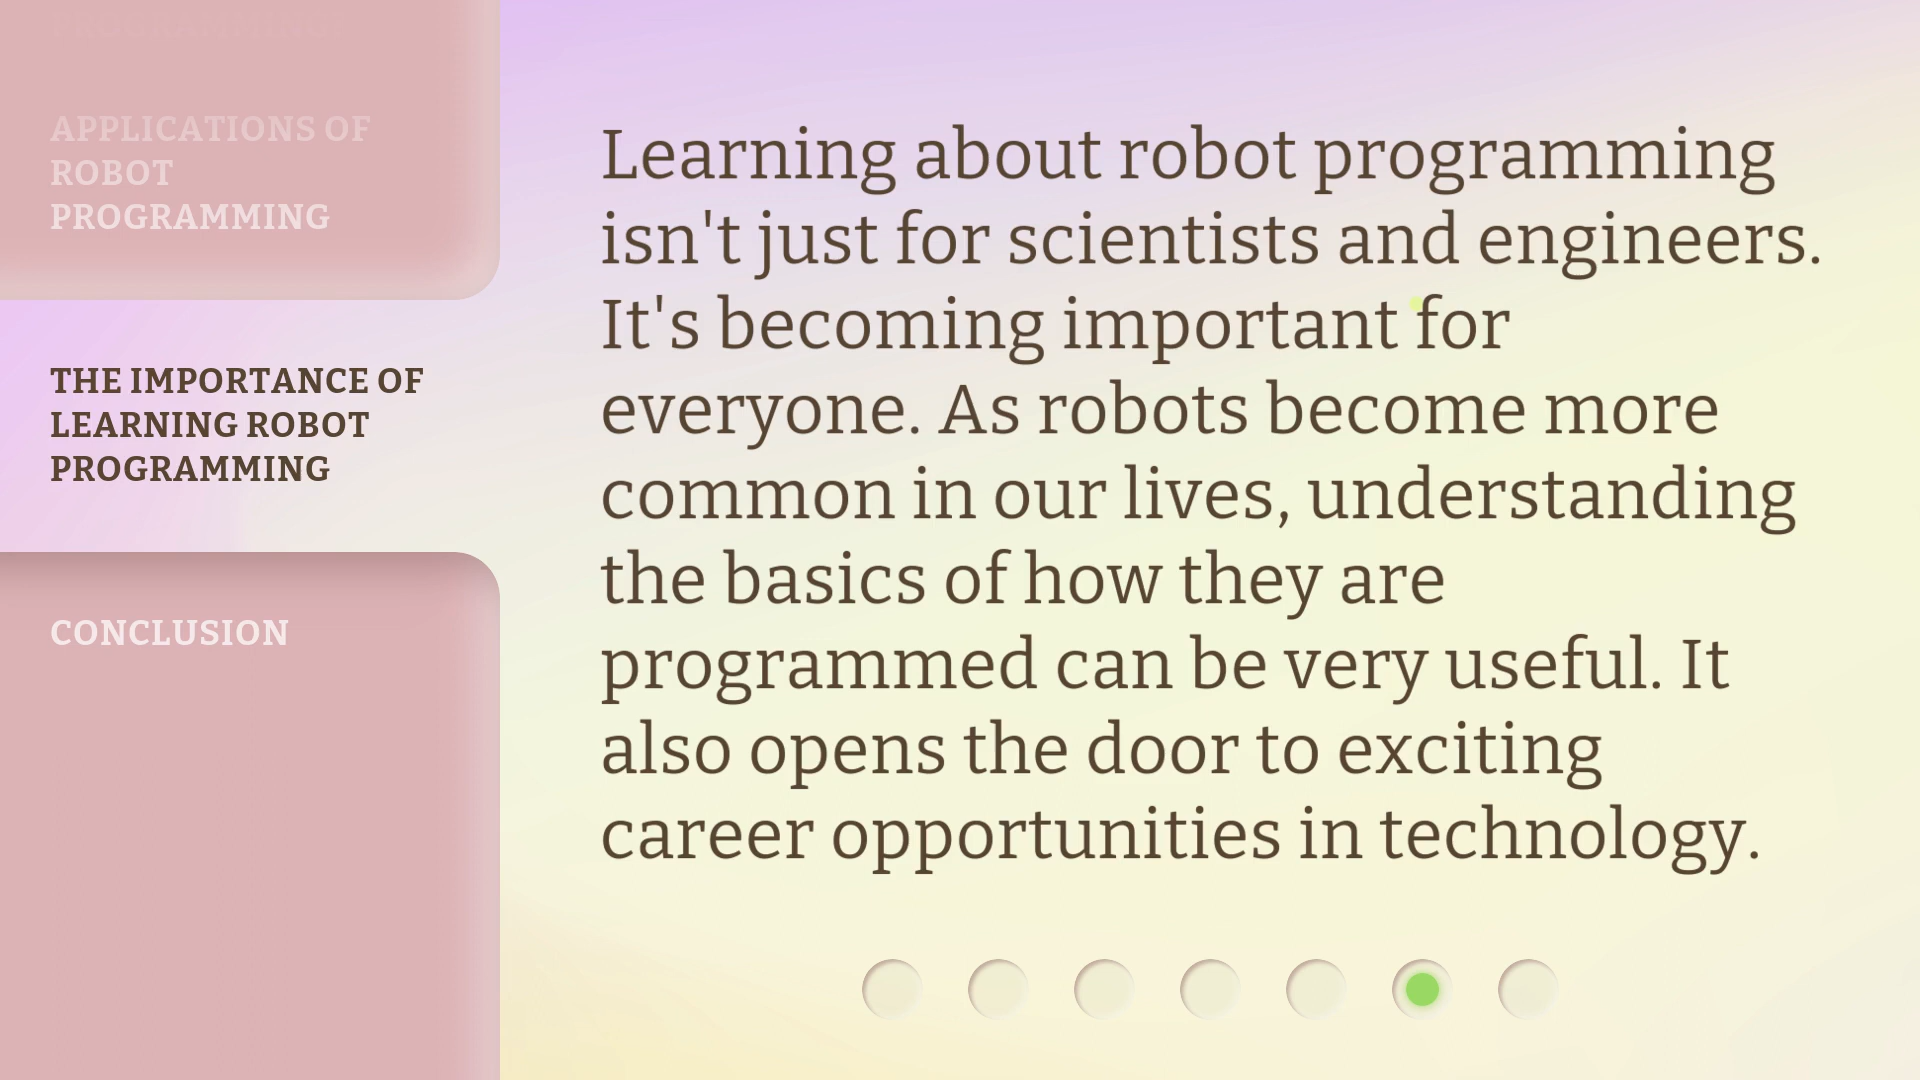 PROGRAMMING
APPLICATIONS OF
ROBOT
PROGRAMMING
THE IMPORTANCE OF
LEARNING ROBOT
PROGRAMMING
CONCLUSION
Learning about robot programming
isn't just for scientists and engineers.
It's becoming important for
everyone. As robots become more
common in our lives, understanding
the basics of how they are
programmed can be very useful. It
also opens the door to exciting
career opportunities in technology.